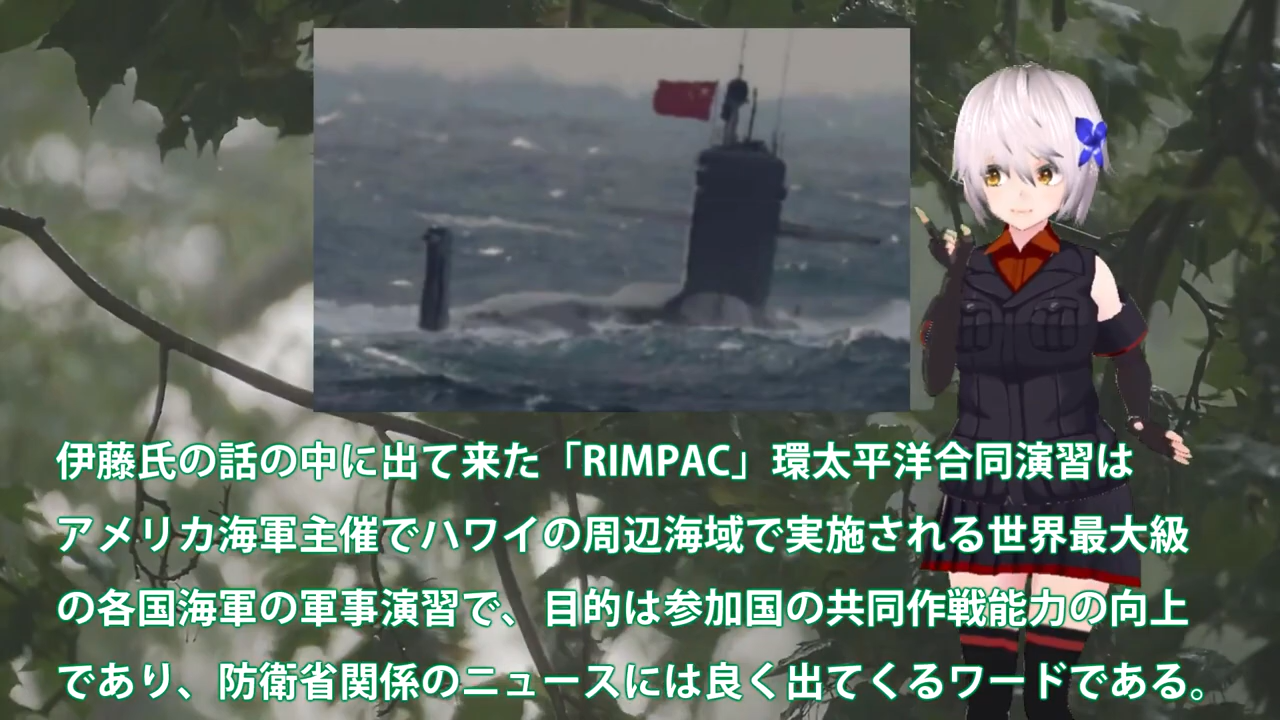 伊藤氏の話の中に出て来た「RIMPAC」環太平洋合同演習は
アメリカ海軍主催でハワイの周辺海域で実施される世界最大級
の各国海軍の軍事演習で、目的は参加国の共同作戦能力の向上
であり、防衛省関係のニュースには良く出てくるワードである。